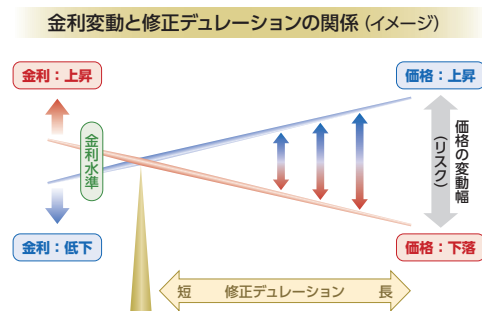 金利変動と修正デュレーションの関係（イメージ）
金利：上昇
価格：上昇
金利水準
価格の変動幅
（リスク）
金利：低下
価格：下落
短　修正デュレーション　長